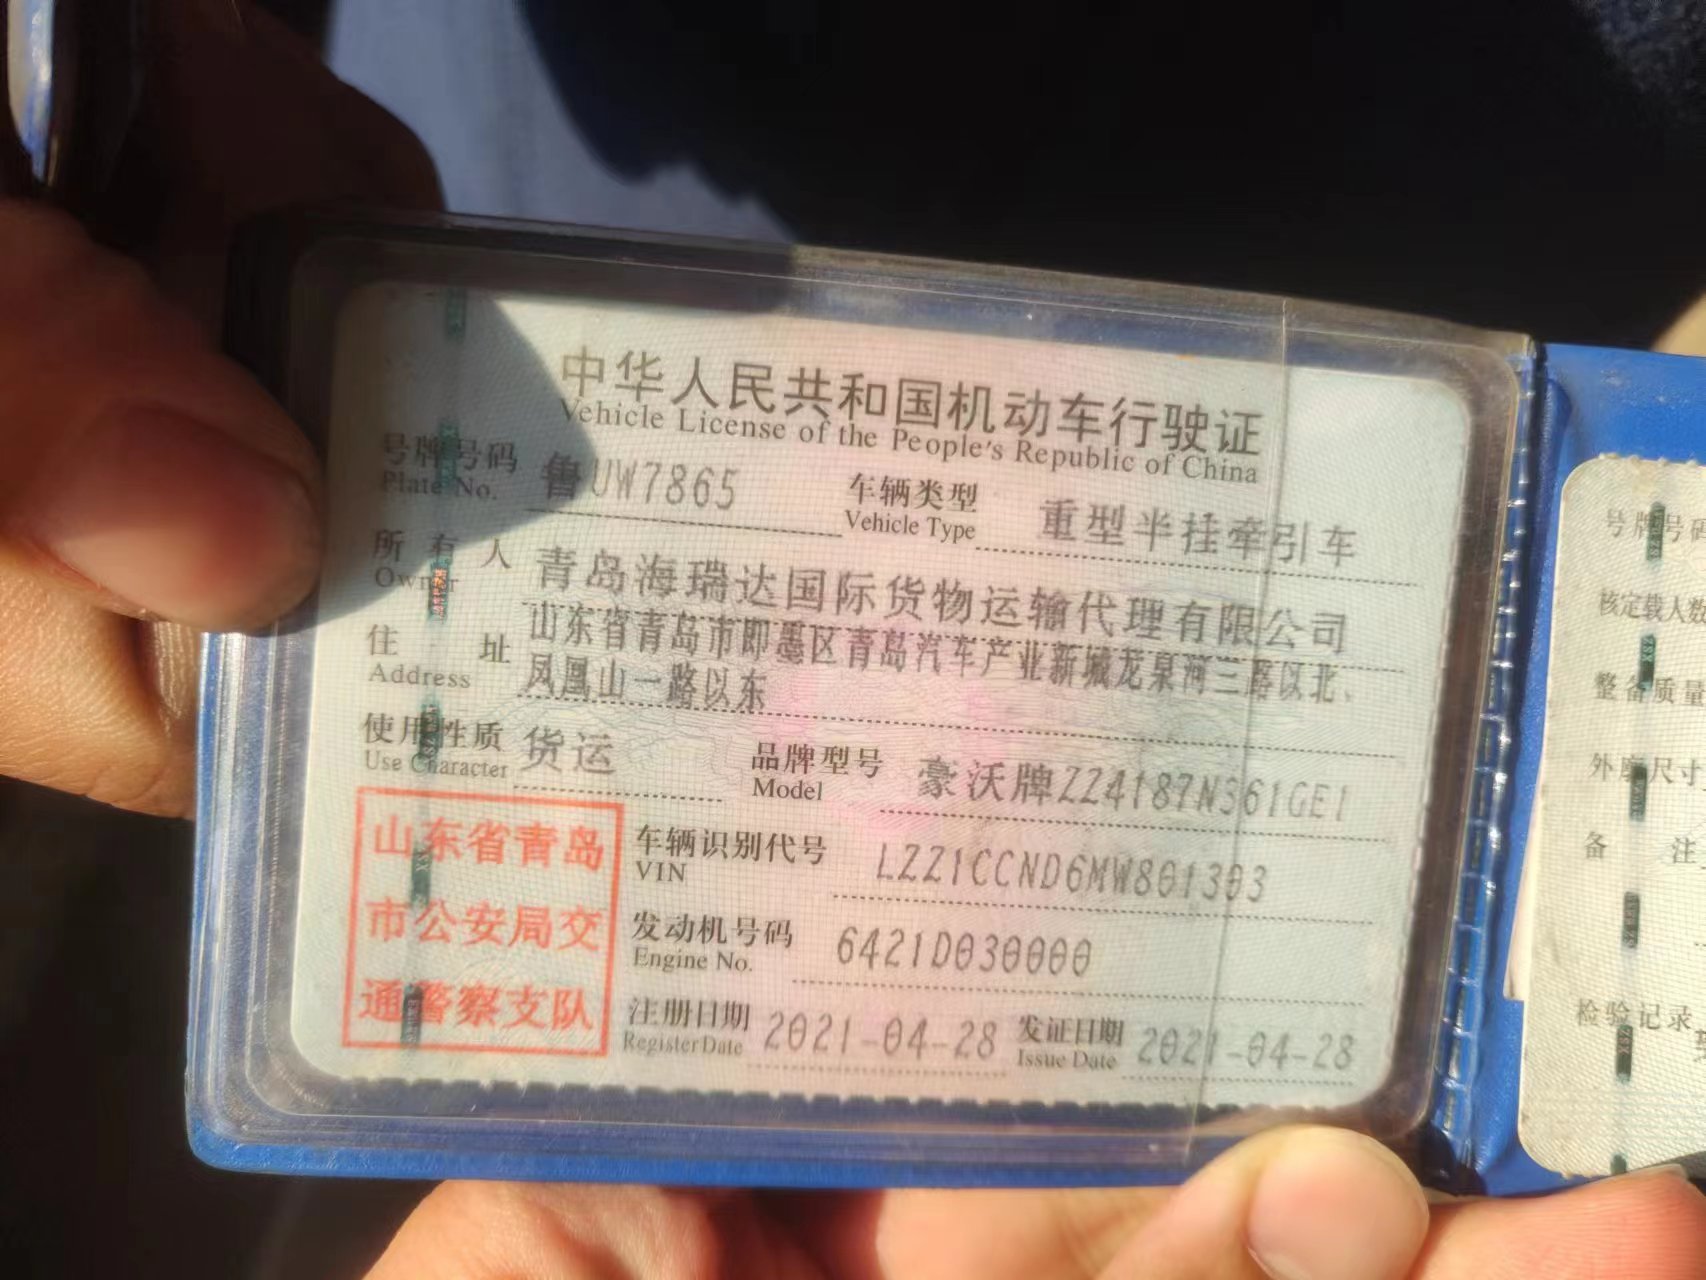 中华人民共和国机动车行驶证
Vehicle License of the People's Republic of China
号牌号码 鲁UW7865 车辆类型 重型半挂牵引车
Plate No. Vehicle Type
所有人 青岛海瑞达国际货物运输代理有限公司
Owner
住址 山东省青岛市即墨区青岛汽车产业新城龙泉河三路以北、
Address 凤凰山一路以东
使用性质 货运 品牌型号 豪沃牌ZZ4187N361GE1
Use Character Model
山东省青岛
市公安局交
通警察支队
车辆识别代号 LZZ1CCND6MW801303
VIN
发动机号码 6421D030000
Engine No.
注册日期 2021-04-28 发证日期 2021-04-28
Register Date Issue Date
号牌号码
核定载人数
整备质量
外廓尺寸
备注
检验记录